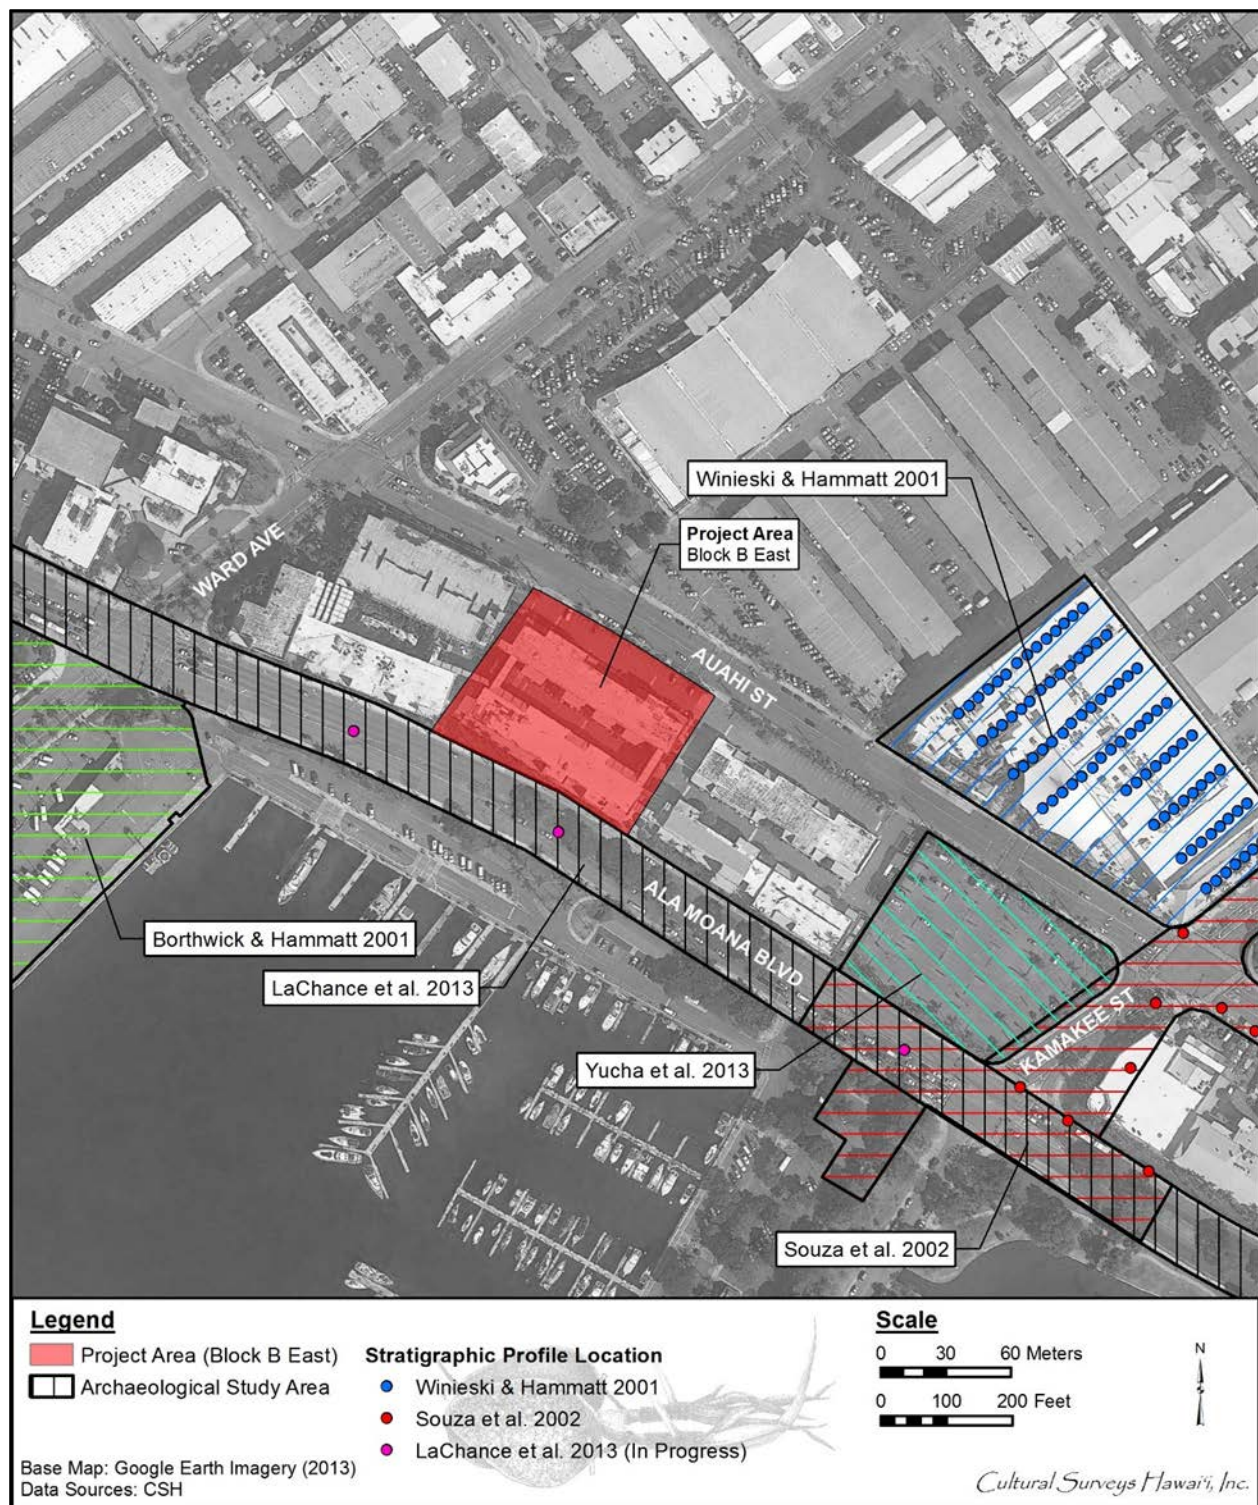 Winieski & Hammatt 2001
Project Area
Block B East
WARD AVE
AUAHI ST
Borthwick & Hammatt 2001
ALA MOANA BLVD
LaChance et al. 2013
KAMAKEE ST
Yucha et al. 2013
Souza et al. 2002
Legend
Project Area (Block B East)
Archaeological Study Area
Stratigraphic Profile Location
Winieski & Hammatt 2001
Souza et al. 2002
LaChance et al. 2013 (In Progress)
Scale
0 30 60 Meters
0 100 200 Feet
N
Base Map: Google Earth Imagery (2013)
Data Sources: CSH
Cultural Surveys Hawaiʻi, Inc.